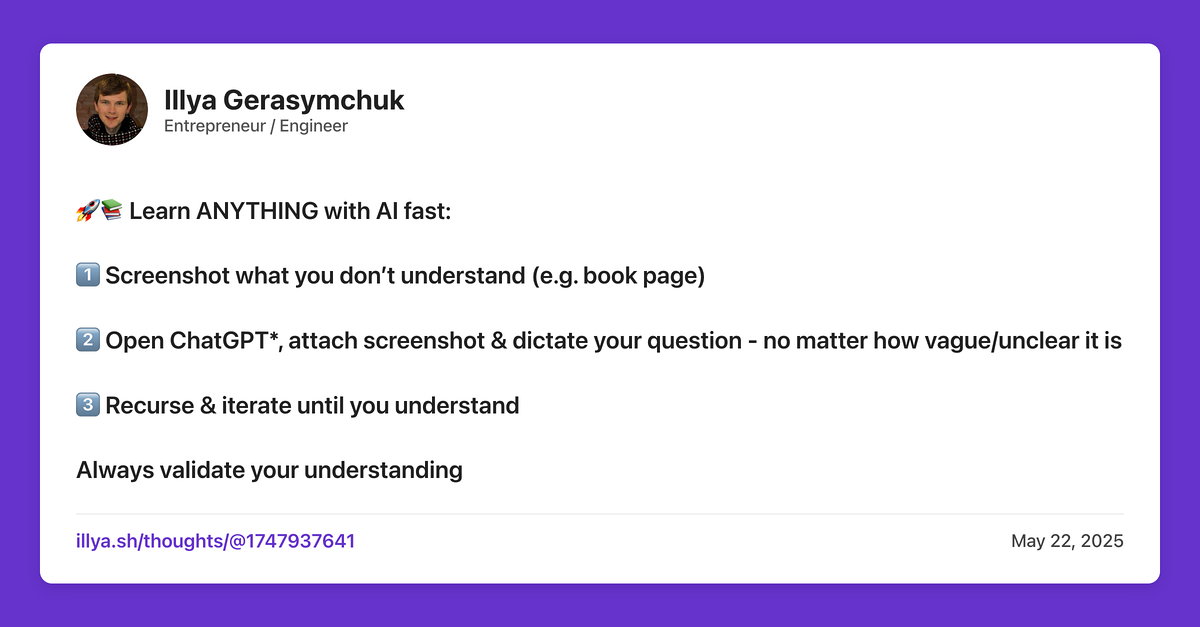 Illya Gerasymchuk
Entrepreneur / Engineer
🚀📚 Learn ANYTHING with AI fast:
1️⃣ Screenshot what you don’t understand (e.g. book page)
2️⃣ Open ChatGPT*, attach screenshot & dictate your question - no matter how vague/unclear it is
3️⃣ Recurse & iterate until you understand
Always validate your understanding
illya.sh/thoughts/@1747937641
May 22, 2025